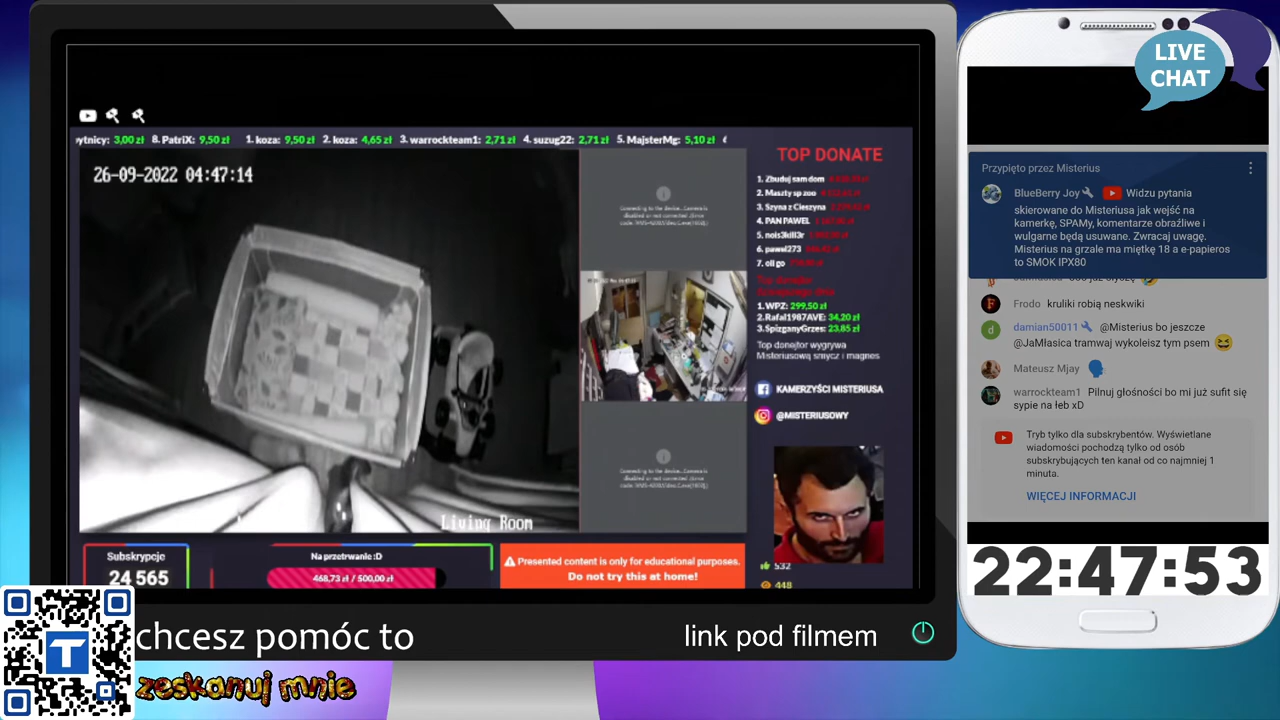 LIVE
CHAT
ytnicy: 3,00 zł 8. PatriX: 9,50 zł 1. koza: 9,50 zł 2. koza: 4,65 zł 3. warrockteam1: 2,71 zł 4. suzug22: 2,71 zł 5. MajsterMg: 5,10 zł
26-09-2022 04:47:14
Living Room
TOP DONATE
1. Zbuduj sam dom
2. Maszty sp zoo
3. Szyna z Cieszyna
4. PAN PAWEL
5. nois3kill3r
6. pawel273
7. oli go
1. WPZ: 299,50 zł
2. Rafal1987AVE: 34,20 zł
3. SpizganyGrzes: 23,85 zł
Top donejtor wygrywa
Misteriusową smycz i magnes
KAMERZYŚCI MISTERIUSA
@MISTERIUSOWY
532
448
Subskrypcje
24 565
Na przetrwanie :D
468,73 zł / 500,00 zł
Presented content is only for educational purposes.
Do not try this at home!
chcesz pomóc to
link pod filmem
T
zeskanuj mnie
Przypięto przez Misterius
BlueBerry Joy Widzu pytania
skierowane do Misteriusa jak wejść na
kamerkę, SPAMy, komentarze obraźliwe i
wulgarne będą usuwane. Zwracaj uwagę.
Misterius na grzale ma miętkę 18 a e-papieros
to SMOK IPX80
Frodo kruliki robią neskwiki
damian50011 @Misterius bo jeszcze
@JaMłasica tramwaj wykoleisz tym psem
Mateusz Mjay
warrockteam1 Pilnuj głośności bo mi już sufit się
sypie na łeb xD
Tryb tylko dla subskrybentów. Wyświetlane
wiadomości pochodzą tylko od osób
subskrybujących ten kanał od co najmniej 1
minuta.
WIĘCEJ INFORMACJI
22:47:53